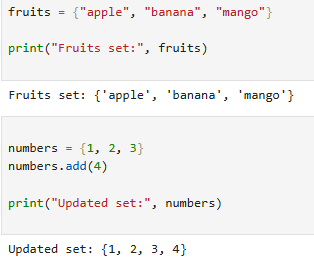 fruits = {"apple", "banana", "mango"}
print("Fruits set:", fruits)
Fruits set: {'apple', 'banana', 'mango'}
numbers = {1, 2, 3}
numbers.add(4)
print("Updated set:", numbers)
Updated set: {1, 2, 3, 4}